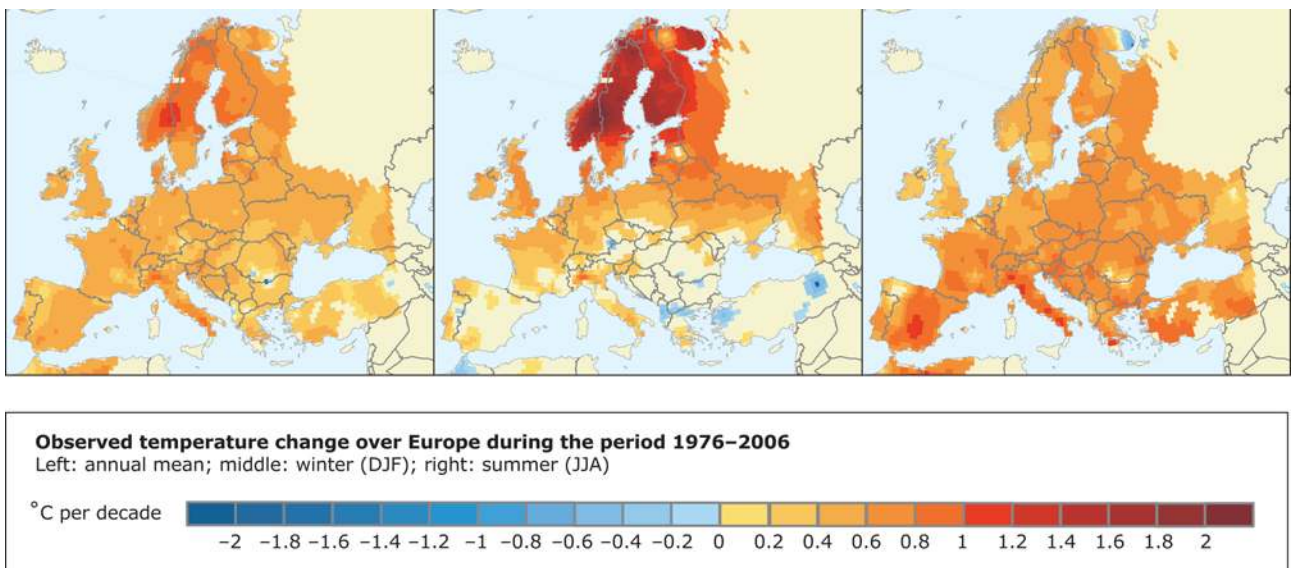 Observed temperature change over Europe during the period 1976–2006
Left: annual mean; middle: winter (DJF); right: summer (JJA)
°C per decade
–2 –1.8 –1.6 –1.4 –1.2 –1 –0.8 –0.6 –0.4 –0.2 0 0.2 0.4 0.6 0.8 1 1.2 1.4 1.6 1.8 2